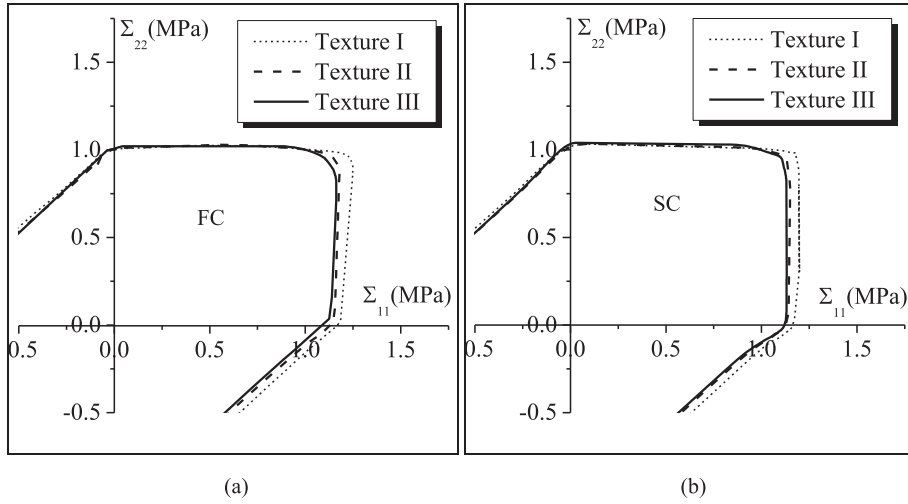 Σ22(MPa)
Texture I
Texture II
Texture III
1.5
1.0
0.5
0.0
-0.5
FC
Σ11(MPa)
.5 0.0 0.5 1.0 1.5
(a)
Σ22(MPa)
Texture I
Texture II
Texture III
1.5
1.0
0.5
0.0
-0.5
SC
Σ11(MPa)
.5 0.0 0.5 1.0 1.5
(b)